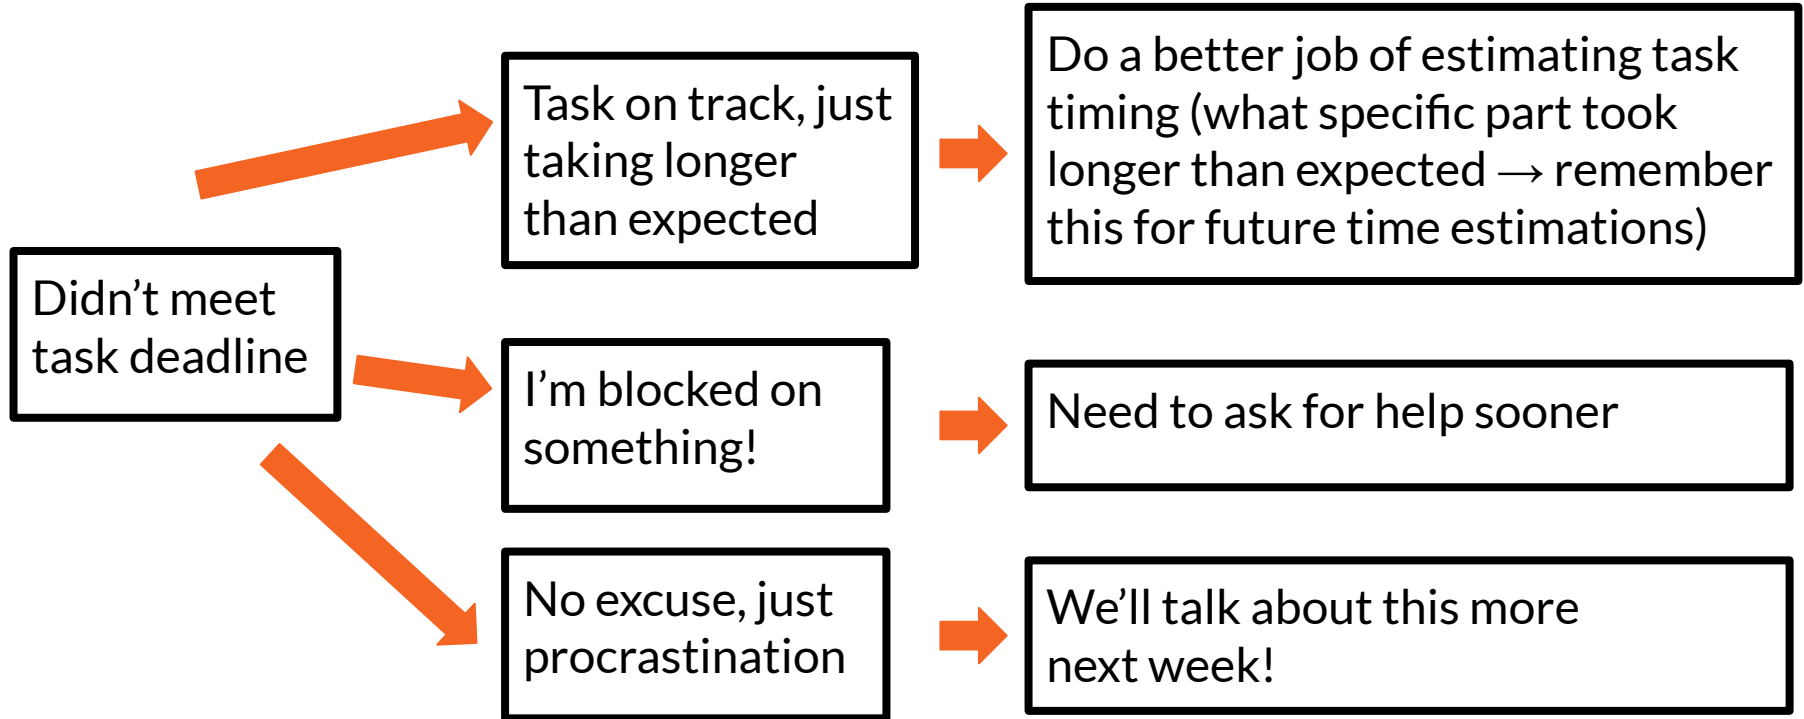 Didn’t meet
task deadline
Task on track, just
taking longer
than expected
Do a better job of estimating task
timing (what specific part took
longer than expected → remember
this for future time estimations)
I’m blocked on
something!
Need to ask for help sooner
No excuse, just
procrastination
We’ll talk about this more
next week!